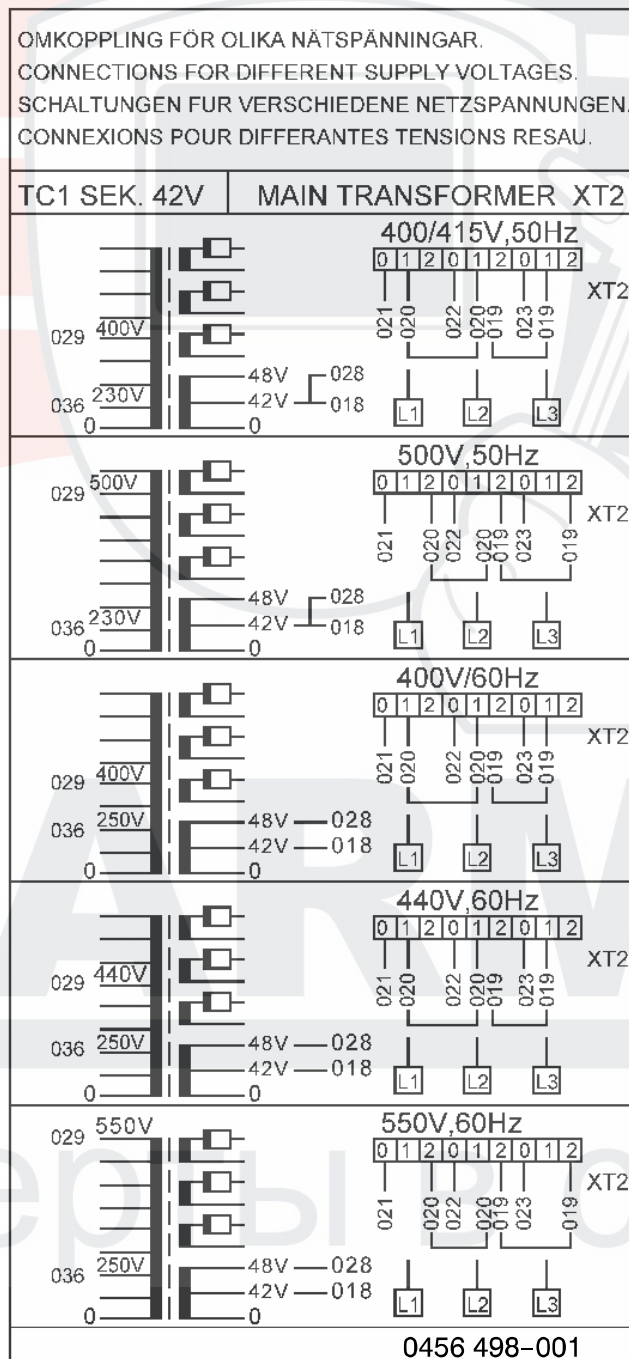 OMKOPPLING FÖR OLIKA NÄTSPÄNNINGAR.
CONNECTIONS FOR DIFFERENT SUPPLY VOLTAGES.
SCHALTUNGEN FUR VERSCHIEDENE NETZSPANNUNGEN.
CONNEXIONS POUR DIFFERANTES TENSIONS RESAU.
TC1 SEK. 42V MAIN TRANSFORMER XT2
400/415V,50Hz
0 1 2 0 1 2 0 1 2
XT2
021 020 022 020 019 023 019
029 400V
48V 028
036 230V 42V 018
0 0
L1 L2 L3
500V,50Hz
0 1 2 0 1 2 0 1 2
029 500V
XT2
021 020 022 020 019 023 019
48V 028
036 230V 42V 018
0 0
L1 L2 L3
400V/60Hz
0 1 2 0 1 2 0 1 2
XT2
021 020 022 020 019 023 019
029 400V
036 250V 48V 028
42V 018
0 0
L1 L2 L3
440V,60Hz
0 1 2 0 1 2 0 1 2
XT2
021 020 022 020 019 023 019
029 440V
036 250V 48V 028
42V 018
0 0
L1 L2 L3
550V,60Hz
029 550V
0 1 2 0 1 2 0 1 2
XT2
021 020 022 020 019 023 019
036 250V 48V 028
42V 018
0 0
L1 L2 L3
0456 498-001